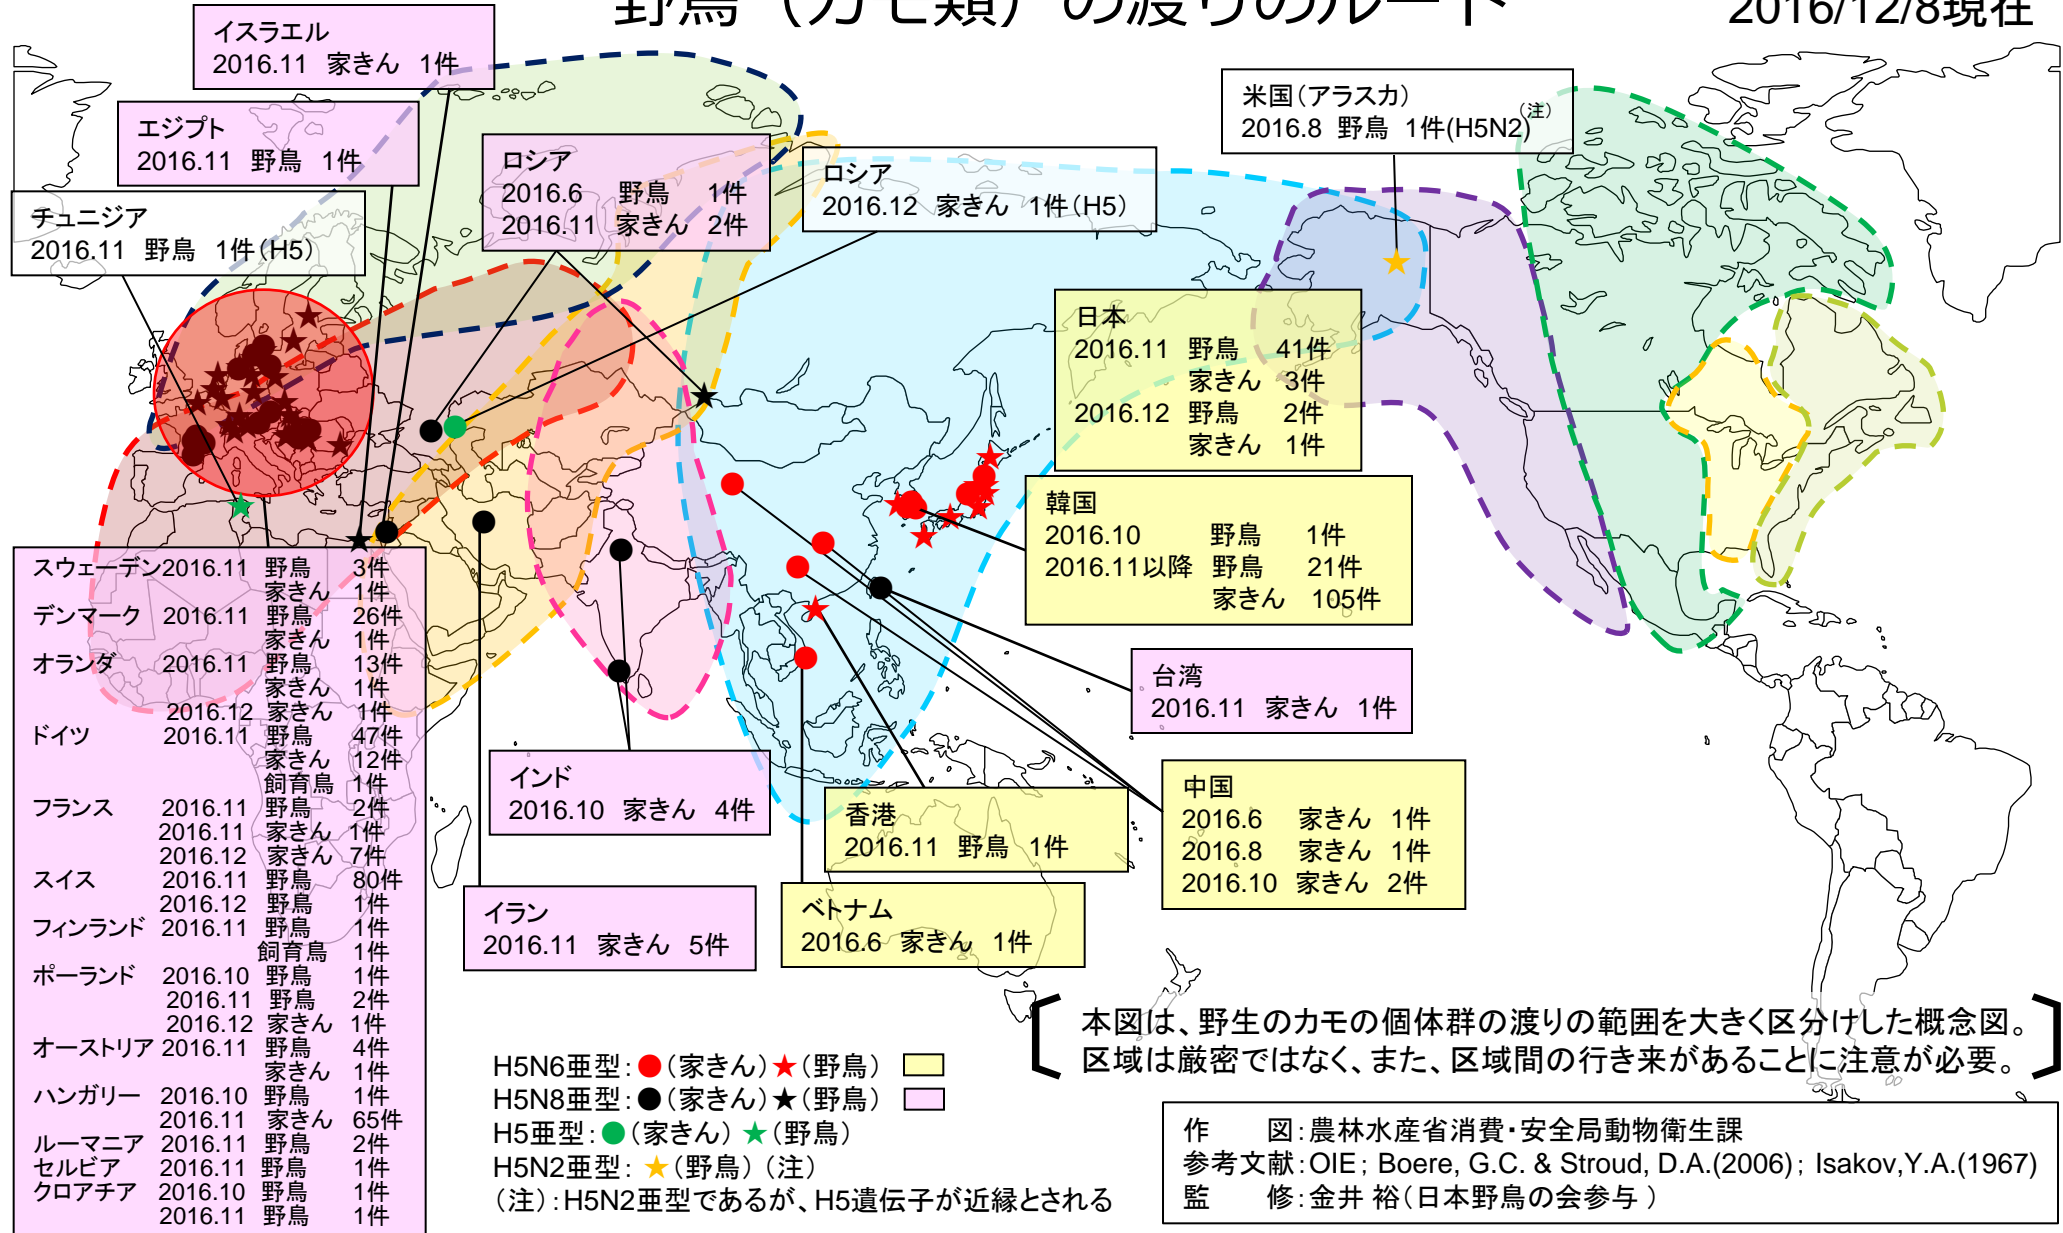 野鳥（カモ類）の渡りのルート
2016/12/8現在
イスラエル
2016.11 家きん 1件
エジプト
2016.11 野鳥 1件
チュニジア
2016.11 野鳥 1件（H5）
ロシア
2016.6 野鳥 1件
2016.11 家きん 2件
ロシア
2016.12 家きん 1件（H5）
米国（アラスカ）
2016.8 野鳥 1件(H5N2)（注）
日本
2016.11 野鳥 41件
家きん 3件
2016.12 野鳥 2件
家きん 1件
韓国
2016.10 野鳥 1件
2016.11以降 野鳥 21件
家きん 105件
台湾
2016.11 家きん 1件
中国
2016.6 家きん 1件
2016.8 家きん 1件
2016.10 家きん 2件
香港
2016.11 野鳥 1件
ベトナム
2016.6 家きん 1件
インド
2016.10 家きん 4件
イラン
2016.11 家きん 5件
スウェーデン2016.11 野鳥 3件
家きん 1件
デンマーク 2016.11 野鳥 26件
家きん 1件
オランダ 2016.11 野鳥 13件
家きん 1件
2016.12 家きん 1件
ドイツ 2016.11 野鳥 47件
家きん 12件
飼育鳥 1件
フランス 2016.11 野鳥 2件
2016.11 家きん 1件
2016.12 家きん 7件
スイス 2016.11 野鳥 80件
2016.12 野鳥 1件
フィンランド 2016.11 野鳥 1件
飼育鳥 1件
ポーランド 2016.10 野鳥 1件
2016.11 野鳥 2件
2016.12 家きん 1件
オーストリア 2016.11 野鳥 4件
家きん 1件
ハンガリー 2016.10 野鳥 1件
2016.11 家きん 65件
ルーマニア 2016.11 野鳥 2件
セルビア 2016.11 野鳥 1件
クロアチア 2016.10 野鳥 1件
2016.11 野鳥 1件
H5N6亜型：●（家きん）★（野鳥）
H5N8亜型：●（家きん）★（野鳥）
H5亜型：●（家きん）★（野鳥）
H5N2亜型：★（野鳥）（注）
（注）：H5N2亜型であるが、H5遺伝子が近縁とされる
本図は、野生のカモの個体群の渡りの範囲を大きく区分けした概念図。
区域は厳密ではなく、また、区域間の行き来があることに注意が必要。
作 図：農林水産省消費・安全局動物衛生課
参考文献：OIE；Boere, G.C. & Stroud, D.A.(2006)；Isakov,Y.A.(1967)
監 修：金井 裕（日本野鳥の会参与 ）